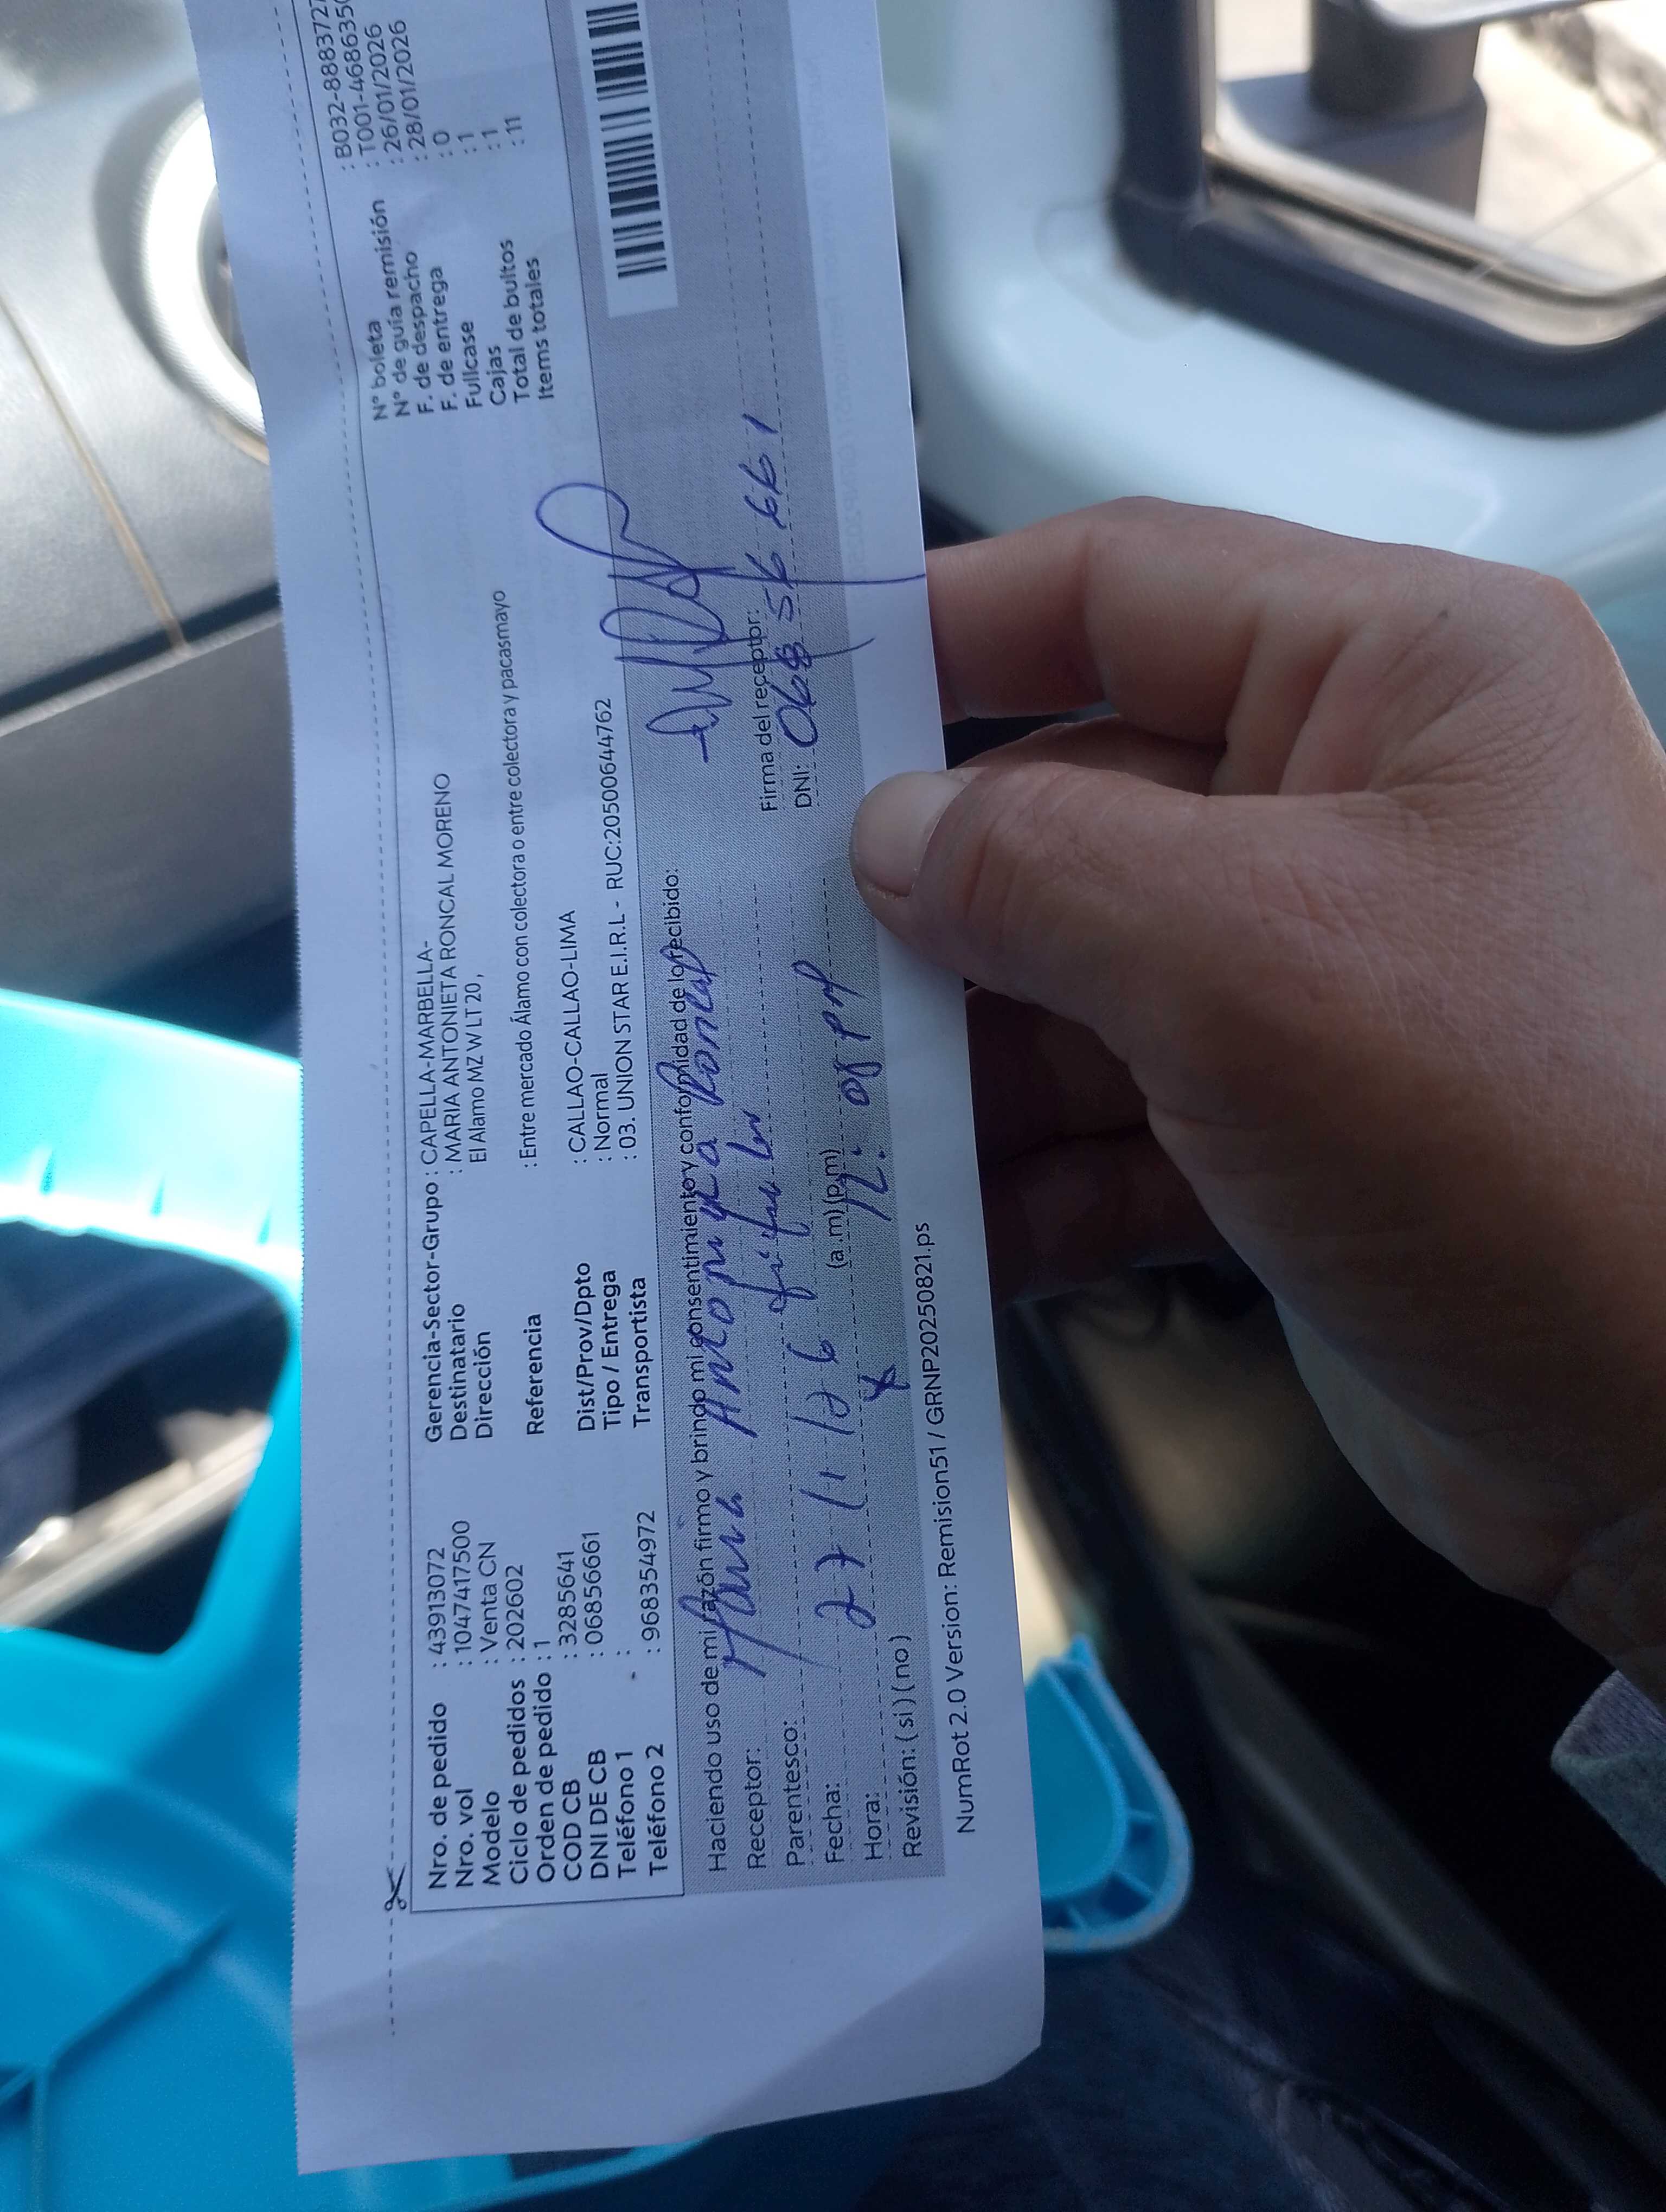 Nro. de pedido : 43913072
Nro. vol : 10474417500
Modelo : Venta CN
Ciclo de pedidos : 202602
Orden de pedido : 1
COD CB : 3285641
DNI DE CB : 06856661
Teléfono 1 :
Teléfono 2 : 968354972
Gerencia-Sector-Grupo : CAPELLA-MARBELLA-
Destinatario : MARIA ANTONIETA RONCAL MORENO
Dirección El Alamo MZ W LT 20,
Referencia : Entre mercado Álamo con colectora o entre colectora y pacasmayo
Dist/Prov/Dpto : CALLAO-CALLAO-LIMA
Tipo / Entrega : Normal
Transportista : 03. UNION STAR E.I.R.L - RUC:20500644762
N° boleta : B032-8883727
N° de guía remisión : T001-4686350
F. de despacho : 26/01/2026
F. de entrega : 28/01/2026
Fullcase : 0
Cajas : 1
Total de bultos : 1
Items totales : 11
Haciendo uso de mi razón firmo y brindo mi consentimiento y conformidad de lo recibido:
Receptor: Maria Antonieta Roncal
Parentesco:
Fecha: 27/1/26
Hora: (a.m)(p.m) 12:08 pm
Revisión: ( si ) ( no )
Firma del receptor:
DNI: 06856661
NumRot 2.0 Version: Remision51 / GRNP20250821.ps